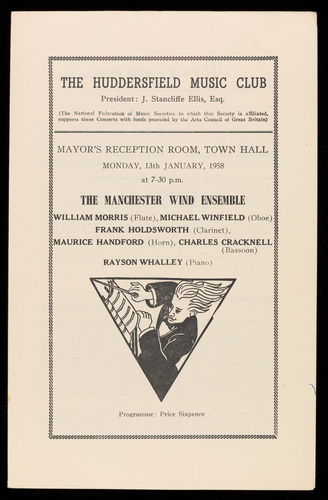 THE HUDDERSFIELD MUSIC CLUB
President: J. Stancliffe Ellis, Esq.
(The National Federation of Music Societies to which this Society is affiliated,
supports these Concerts with funds provided by the Arts Council of Great Britain)
MAYOR'S RECEPTION ROOM, TOWN HALL
MONDAY, 13th JANUARY, 1958
at 7-30 p.m.
THE MANCHESTER WIND ENSEMBLE
WILLIAM MORRIS (Flute), MICHAEL WINFIELD (Oboe)
FRANK HOLDSWORTH (Clarinet),
MAURICE HANDFORD (Horn), CHARLES CRACKNELL
(Bassoon)
RAYSON WHALLEY (Piano)
Programme: Price Sixpence